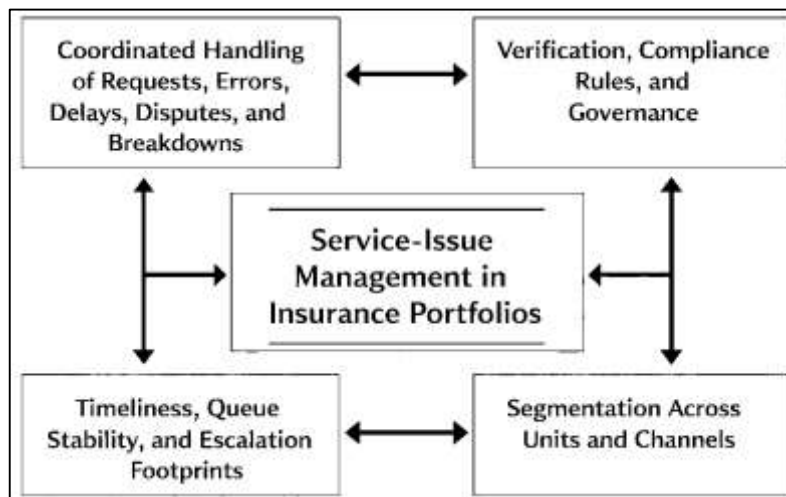 Coordinated Handling
of Requests, Errors,
Delays, Disputes, and
Breakdowns
Verification, Compliance
Rules, and
Governance
Service-Issue
Management in
Insurance Portfolios
Timeliness, Queue
Stability, and Escalation
Footprints
Segmentation Across
Units and Channels